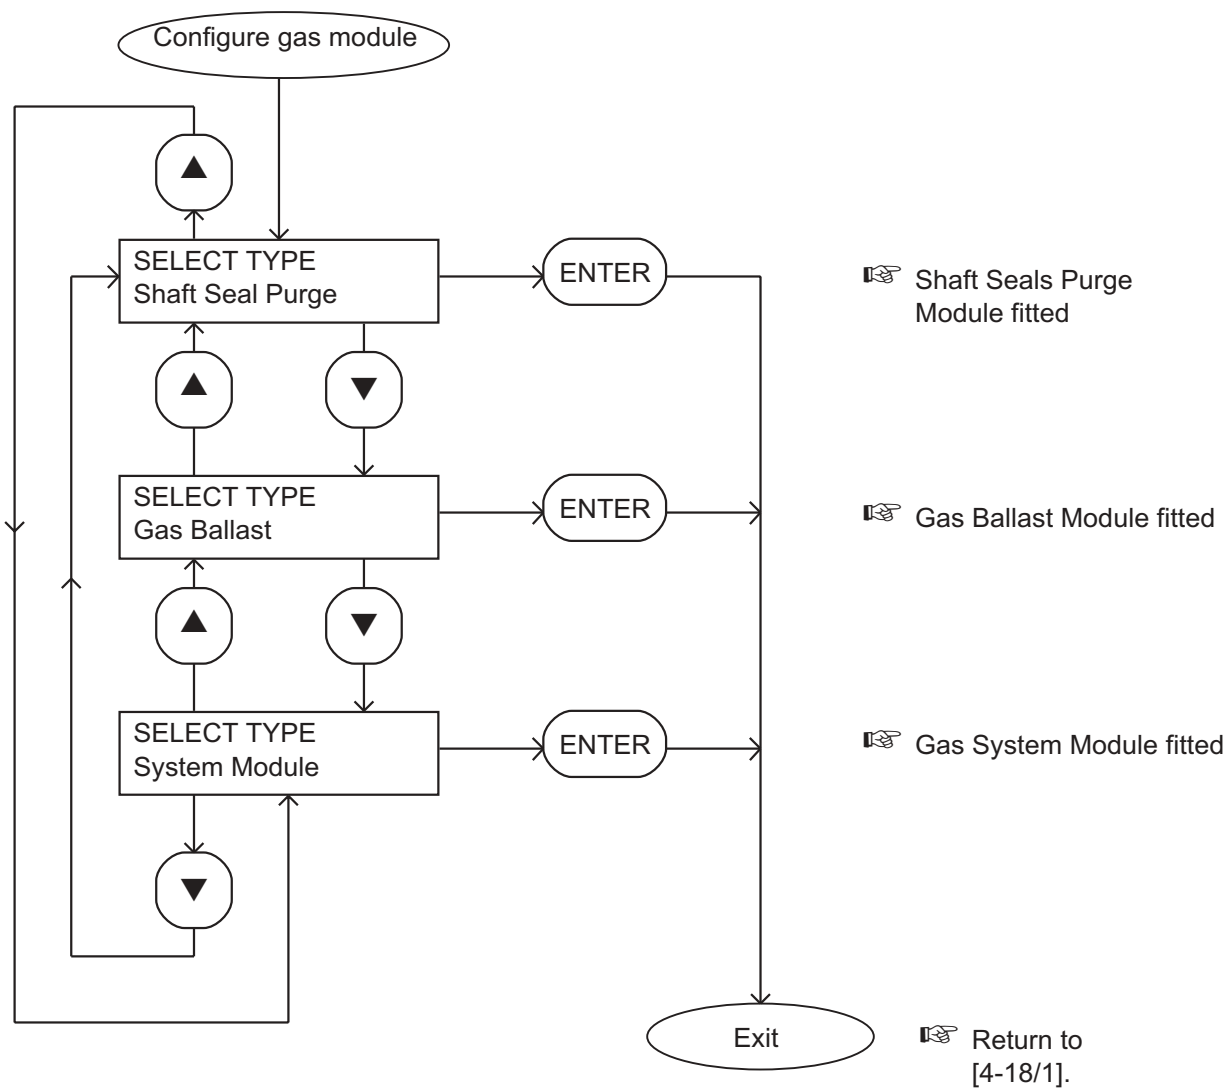 Configure gas module
▲
SELECT TYPE
Shaft Seal Purge
ENTER
☞ Shaft Seals Purge
Module fitted
▲
▼
SELECT TYPE
Gas Ballast
ENTER
☞ Gas Ballast Module fitted
▲
▼
SELECT TYPE
System Module
ENTER
☞ Gas System Module fitted
▼
Exit
☞ Return to
[4-18/1].